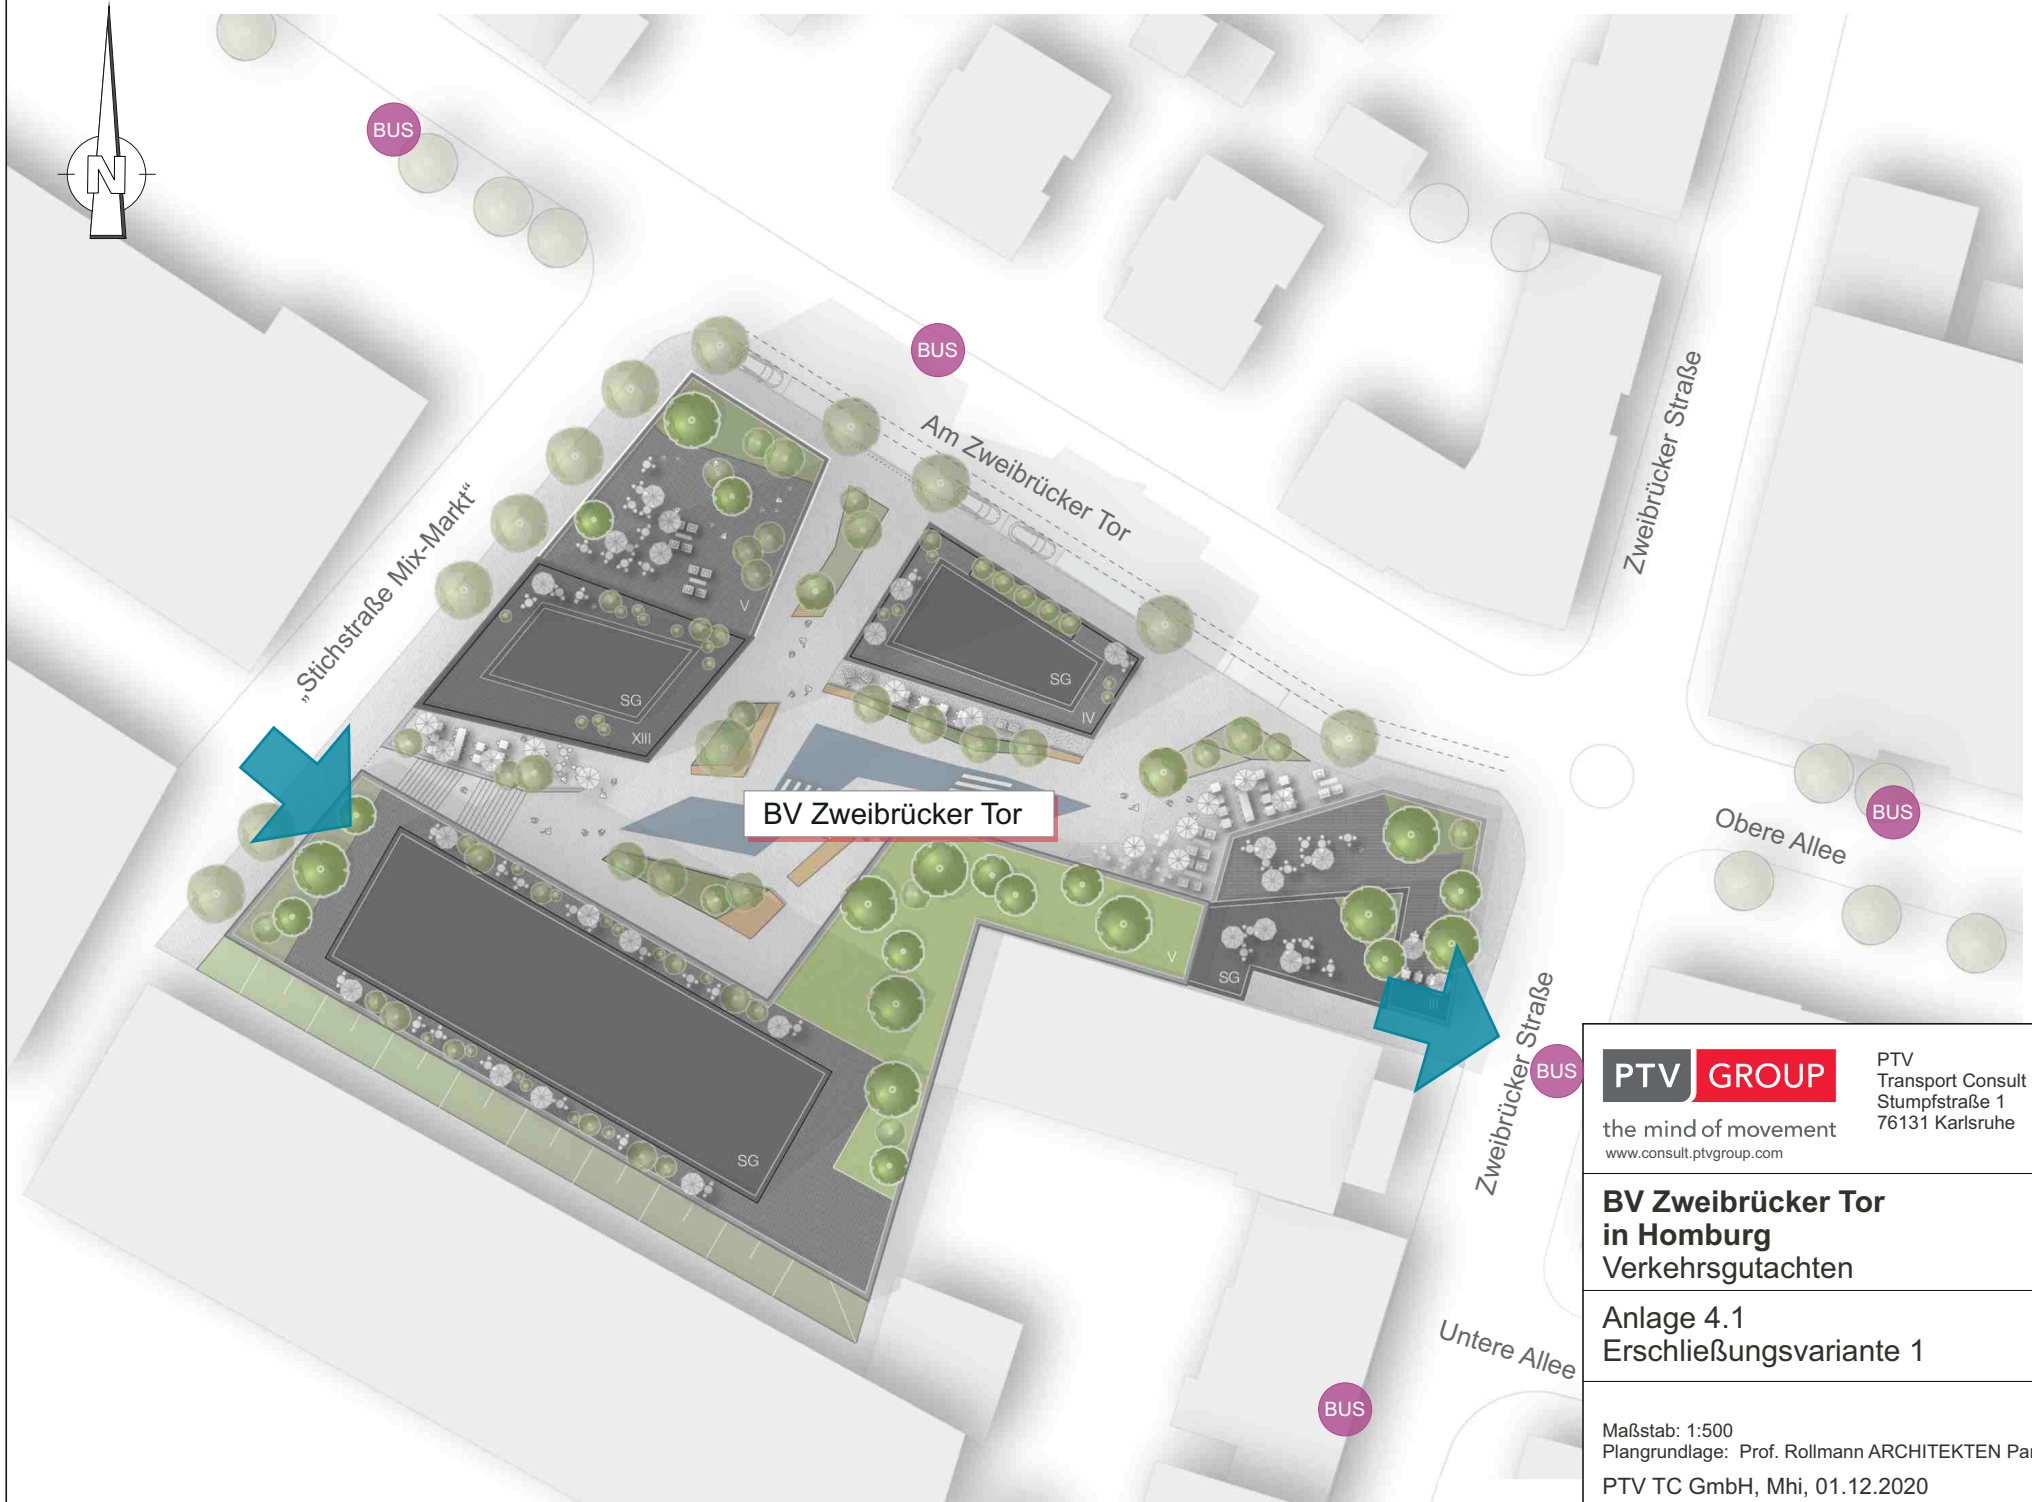 N
BUS
BUS
Am Zweibrücker Tor
Zweibrücker Straße
„Stichstraße Mix-Markt“
V
SG
XIII
SG
IV
BV Zweibrücker Tor
Obere Allee
BUS
V
SG
III
Zweibrücker Straße
BUS
SG
Untere Allee
BUS
PTV GROUP
the mind of movement
www.consult.ptvgroup.com
PTV
Transport Consult
Stumpfstraße 1
76131 Karlsruhe
BV Zweibrücker Tor
in Homburg
Verkehrsgutachten
Anlage 4.1
Erschließungsvariante 1
Maßstab: 1:500
Plangrundlage: Prof. Rollmann ARCHITEKTEN
PTV TC GmbH, Mhi, 01.12.2020